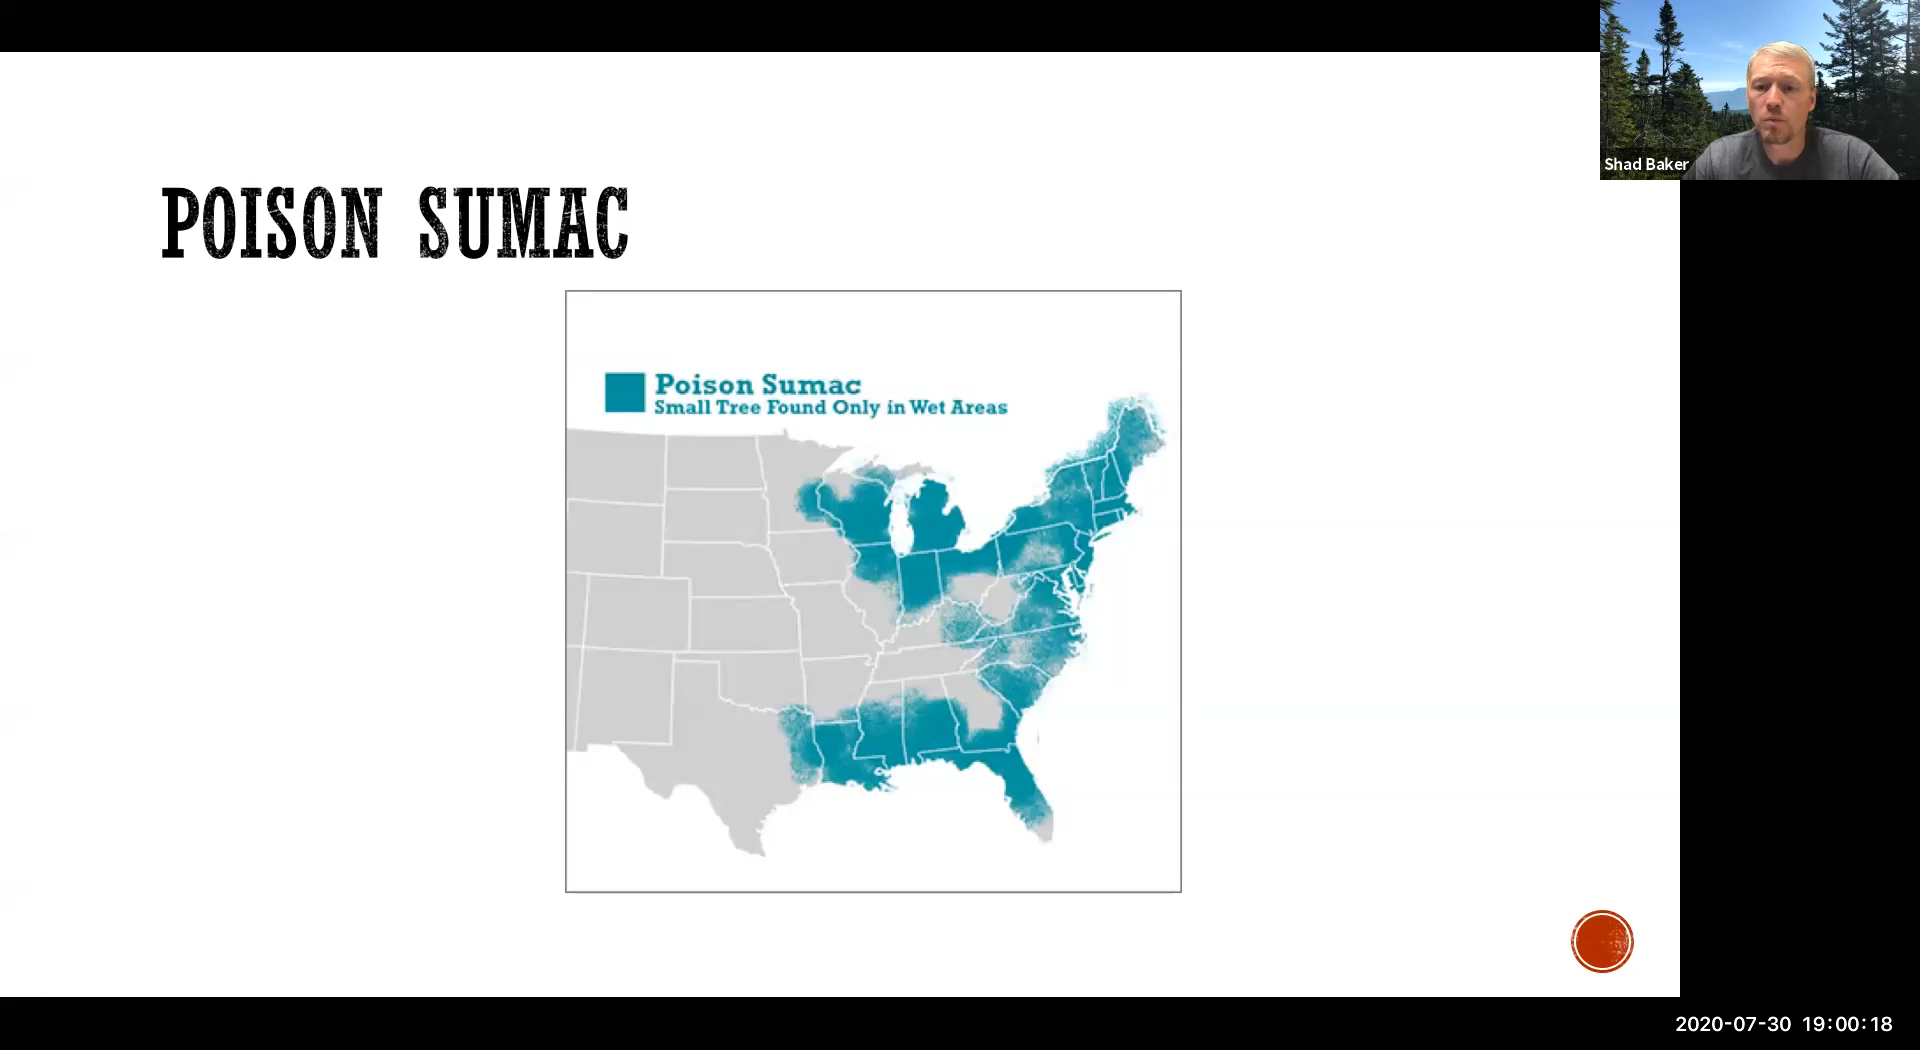 Shad Baker
POISON SUMAC
Poison Sumac
Small Tree Found Only in Wet Areas
2020-07-30 19:00:18